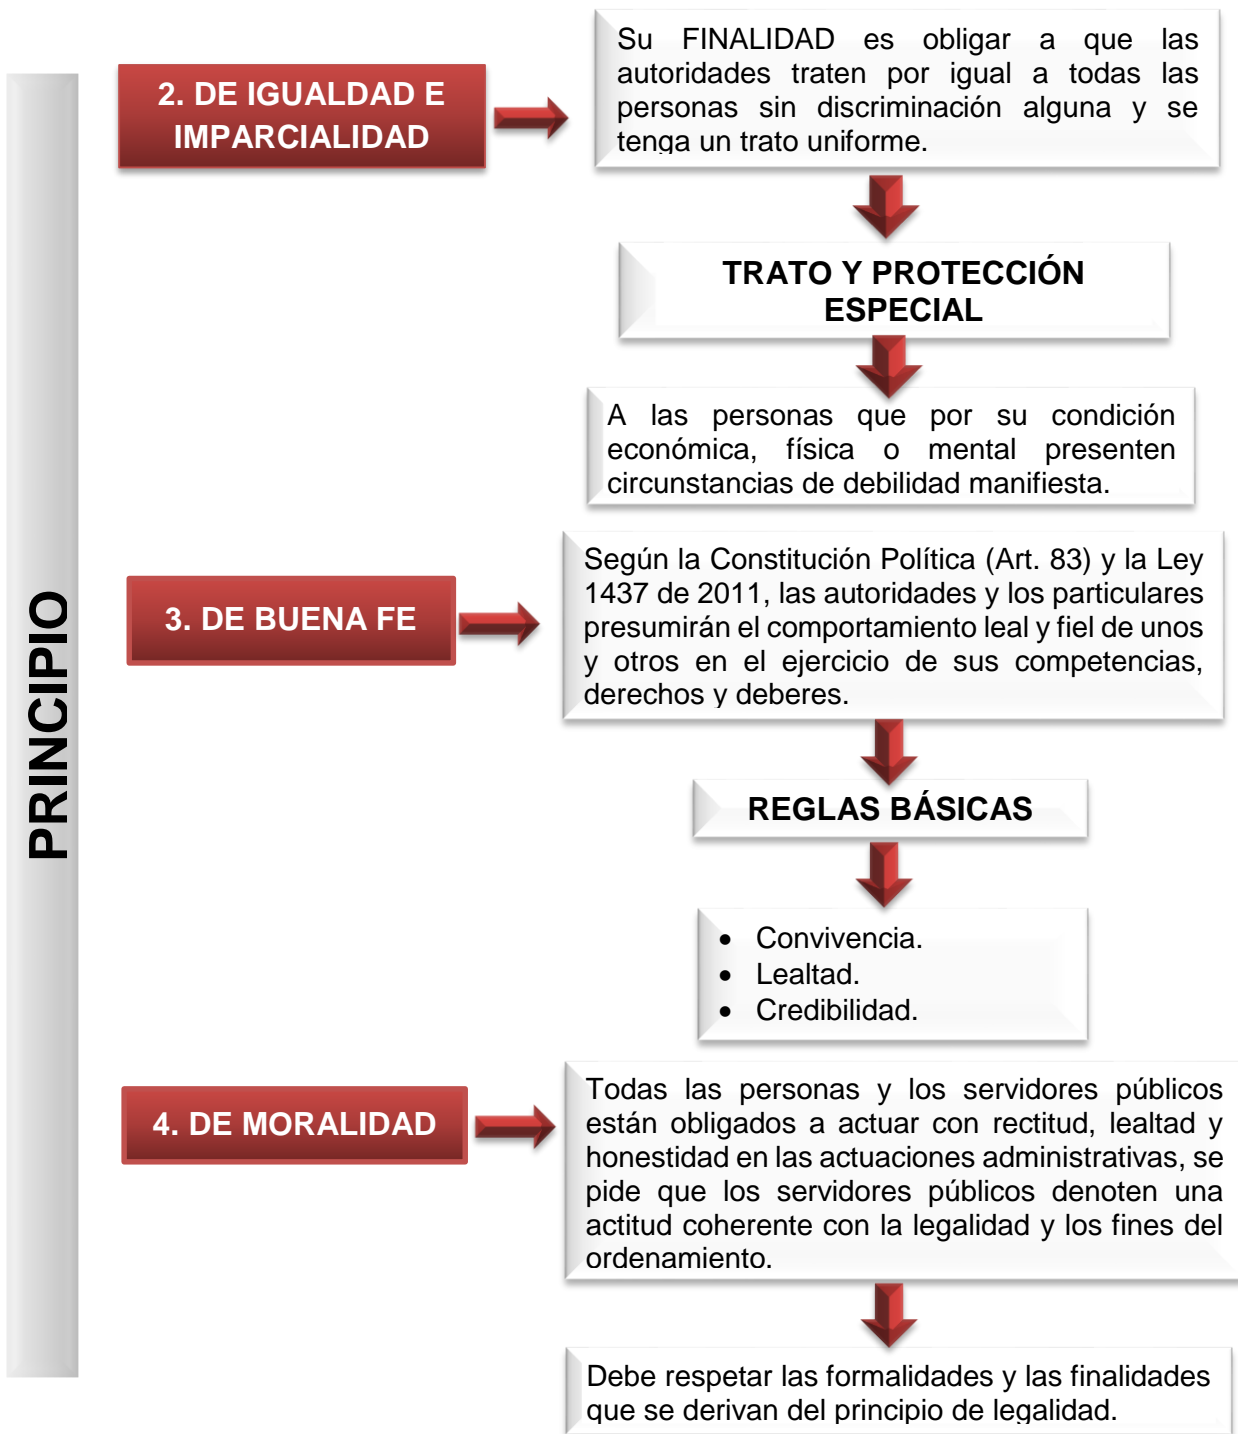 PRINCIPIO
2. DE IGUALDAD E
IMPARCIALIDAD
Su FINALIDAD es obligar a que las
autoridades traten por igual a todas las
personas sin discriminación alguna y se
tenga un trato uniforme.
TRATO Y PROTECCIÓN
ESPECIAL
A las personas que por su condición
económica, física o mental presenten
circunstancias de debilidad manifiesta.
3. DE BUENA FE
Según la Constitución Política (Art. 83) y la Ley
1437 de 2011, las autoridades y los particulares
presumirán el comportamiento leal y fiel de unos
y otros en el ejercicio de sus competencias,
derechos y deberes.
REGLAS BÁSICAS
• Convivencia.
• Lealtad.
• Credibilidad.
4. DE MORALIDAD
Todas las personas y los servidores públicos
están obligados a actuar con rectitud, lealtad y
honestidad en las actuaciones administrativas, se
pide que los servidores públicos denoten una
actitud coherente con la legalidad y los fines del
ordenamiento.
Debe respetar las formalidades y las finalidades
que se derivan del principio de legalidad.